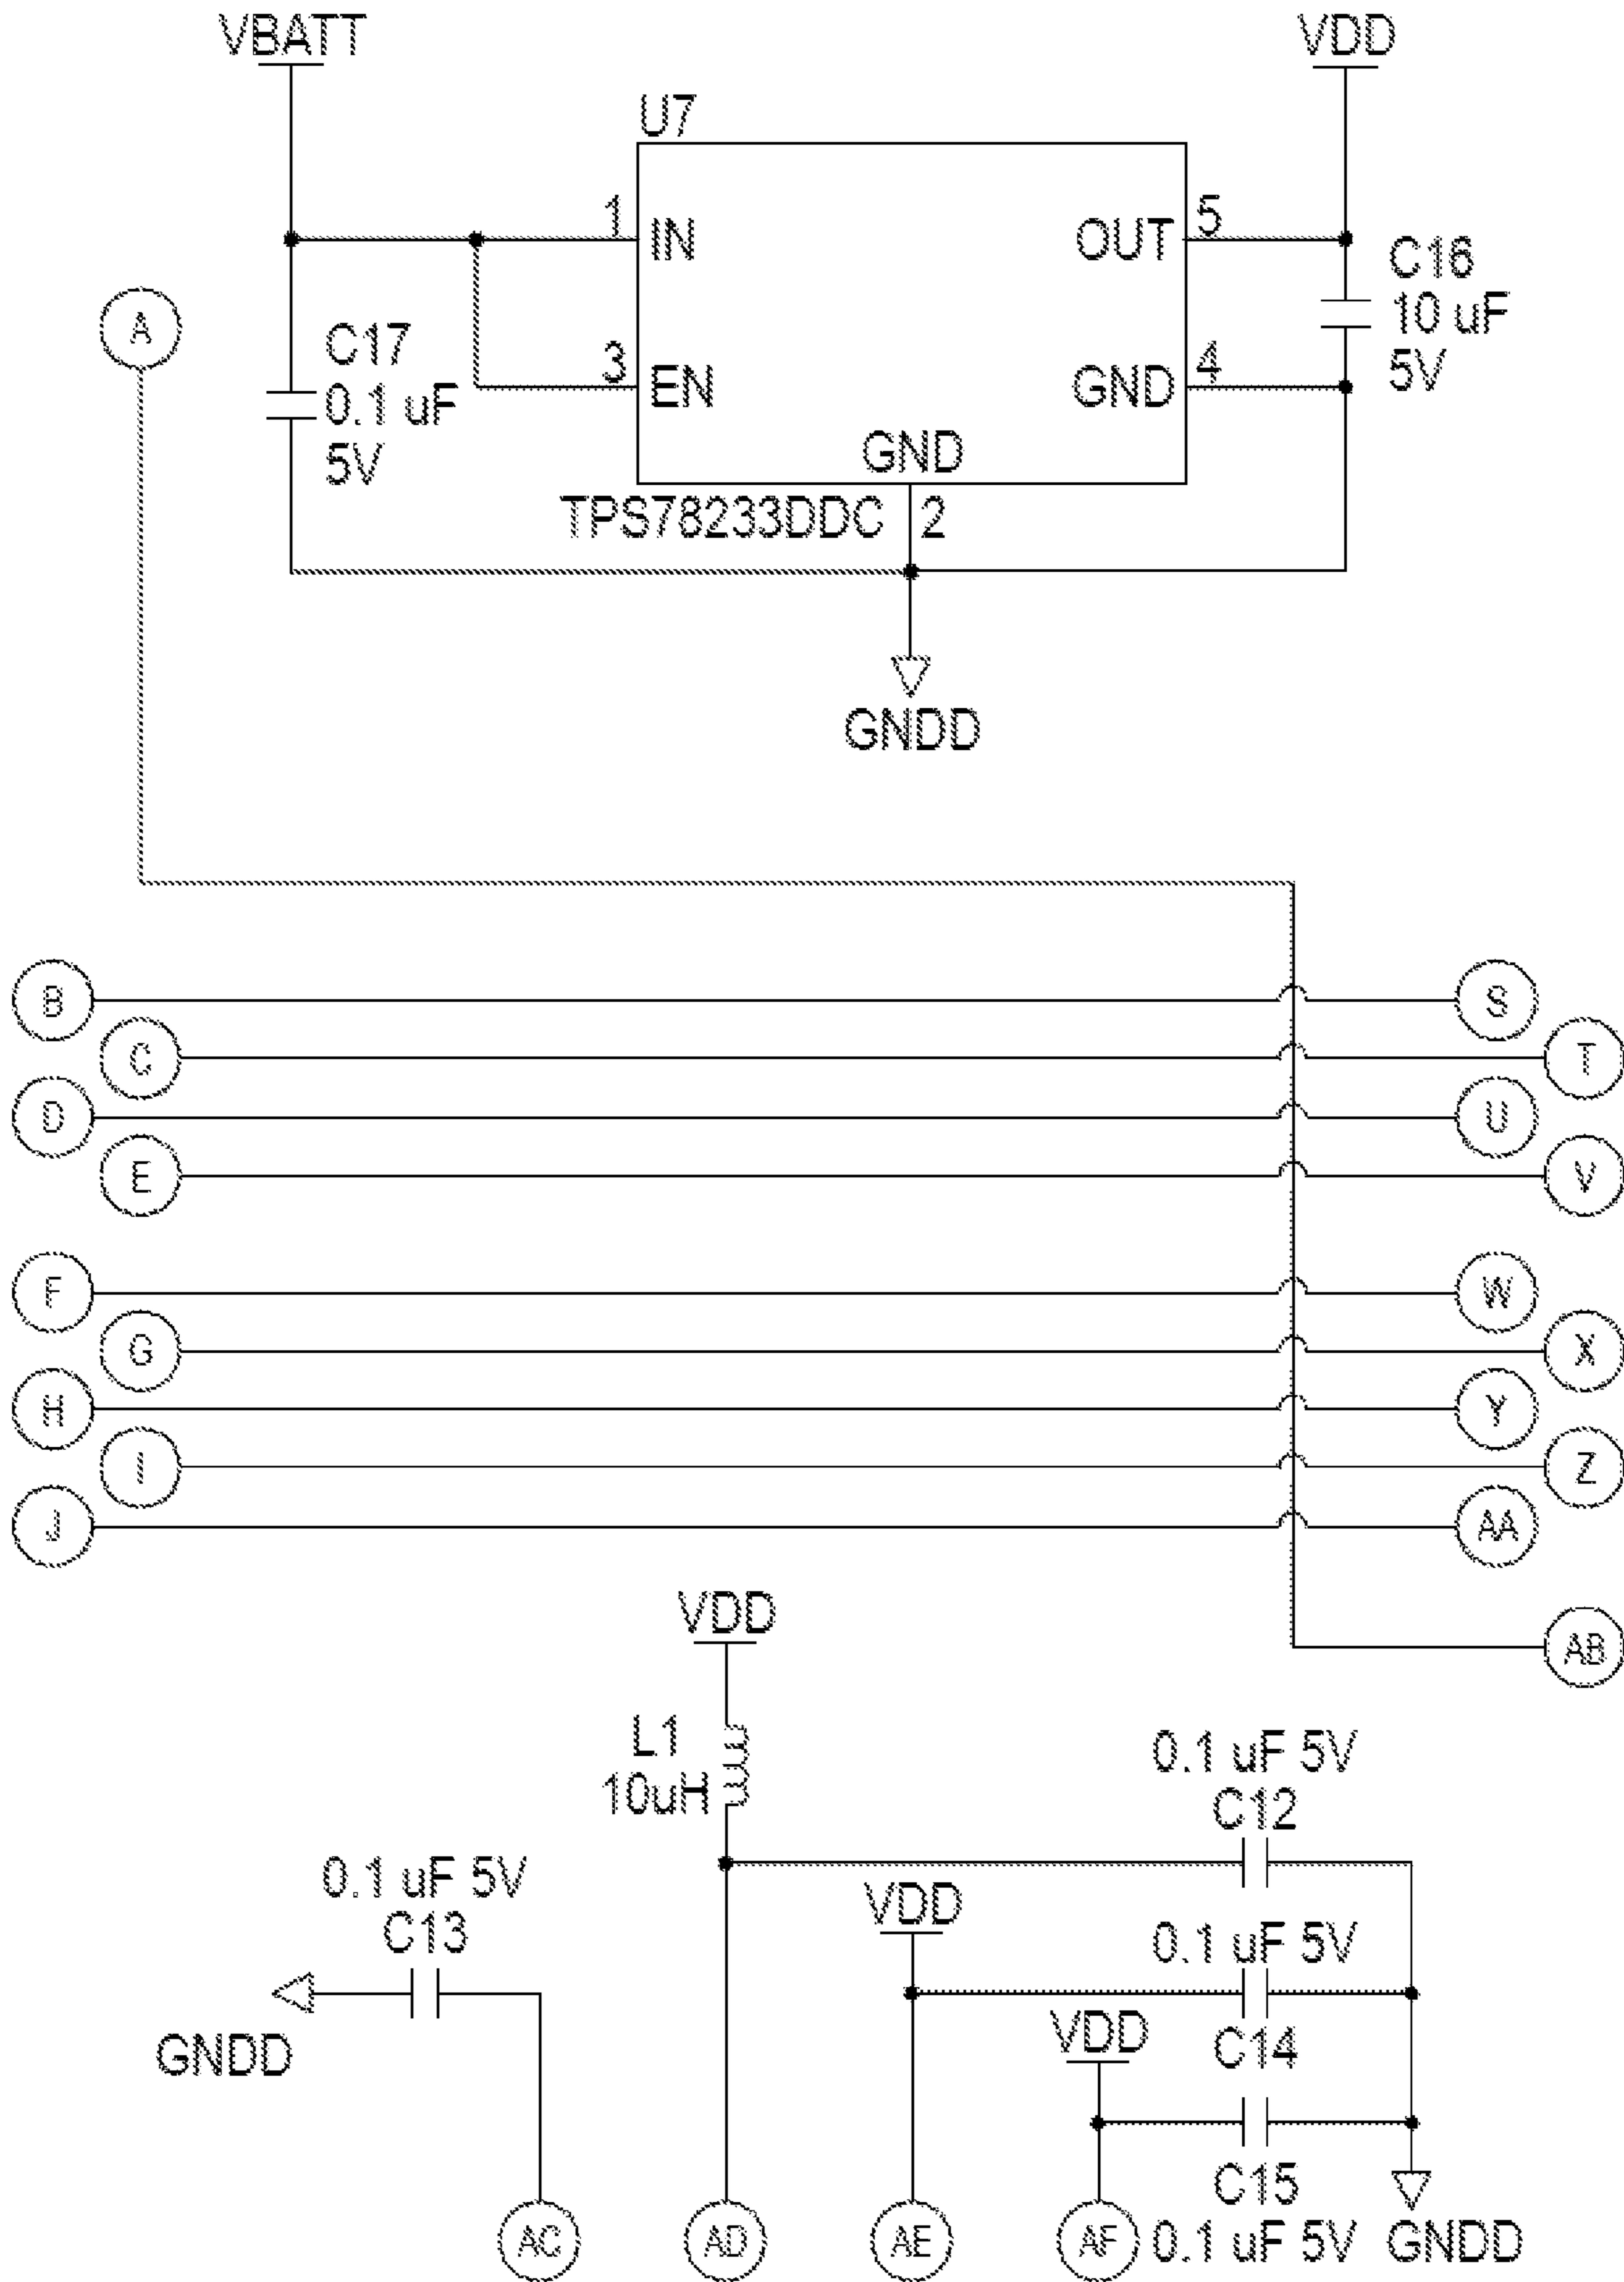 VBATT
VDD
U7
1 IN
OUT 5
C16
10 uF
5V
A
C17
0.1 uF
5V
3 EN
GND 4
GND
TPS78233DDC 2
GNDD
B
S
C
T
D
U
E
V
F
W
G
X
H
Y
I
Z
J
AA
VDD
AB
L1
10uH
0.1 uF 5V
C12
0.1 uF 5V
C13
VDD
0.1 uF 5V
C14
VDD
GNDD
C15
0.1 uF 5V
GNDD
AC
AD
AE
AF